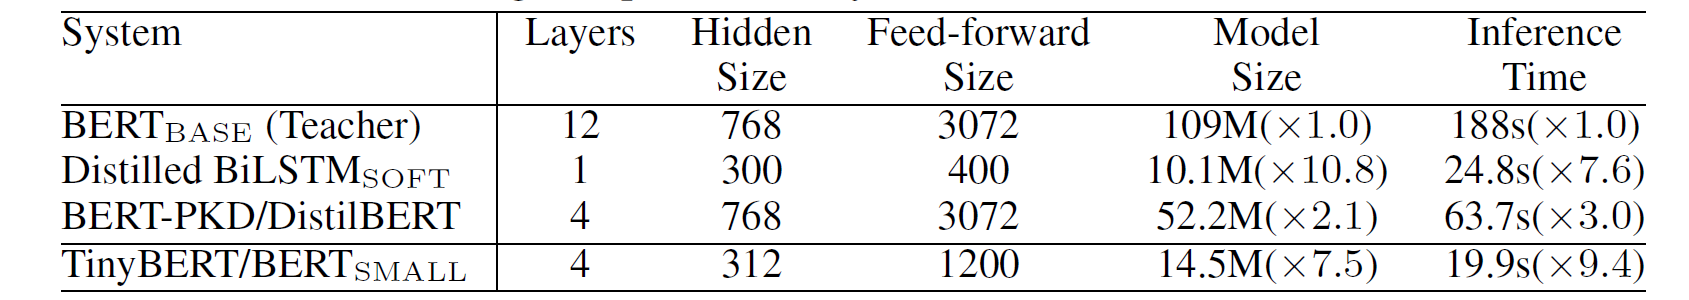 System Layers Hidden Feed-forward Model Inference
Size Size Size Time
BERT_BASE (Teacher) 12 768 3072 109M(×1.0) 188s(×1.0)
Distilled BiLSTM_SOFT 1 300 400 10.1M(×10.8) 24.8s(×7.6)
BERT-PKD/DistilBERT 4 768 3072 52.2M(×2.1) 63.7s(×3.0)
TinyBERT/BERT_SMALL 4 312 1200 14.5M(×7.5) 19.9s(×9.4)